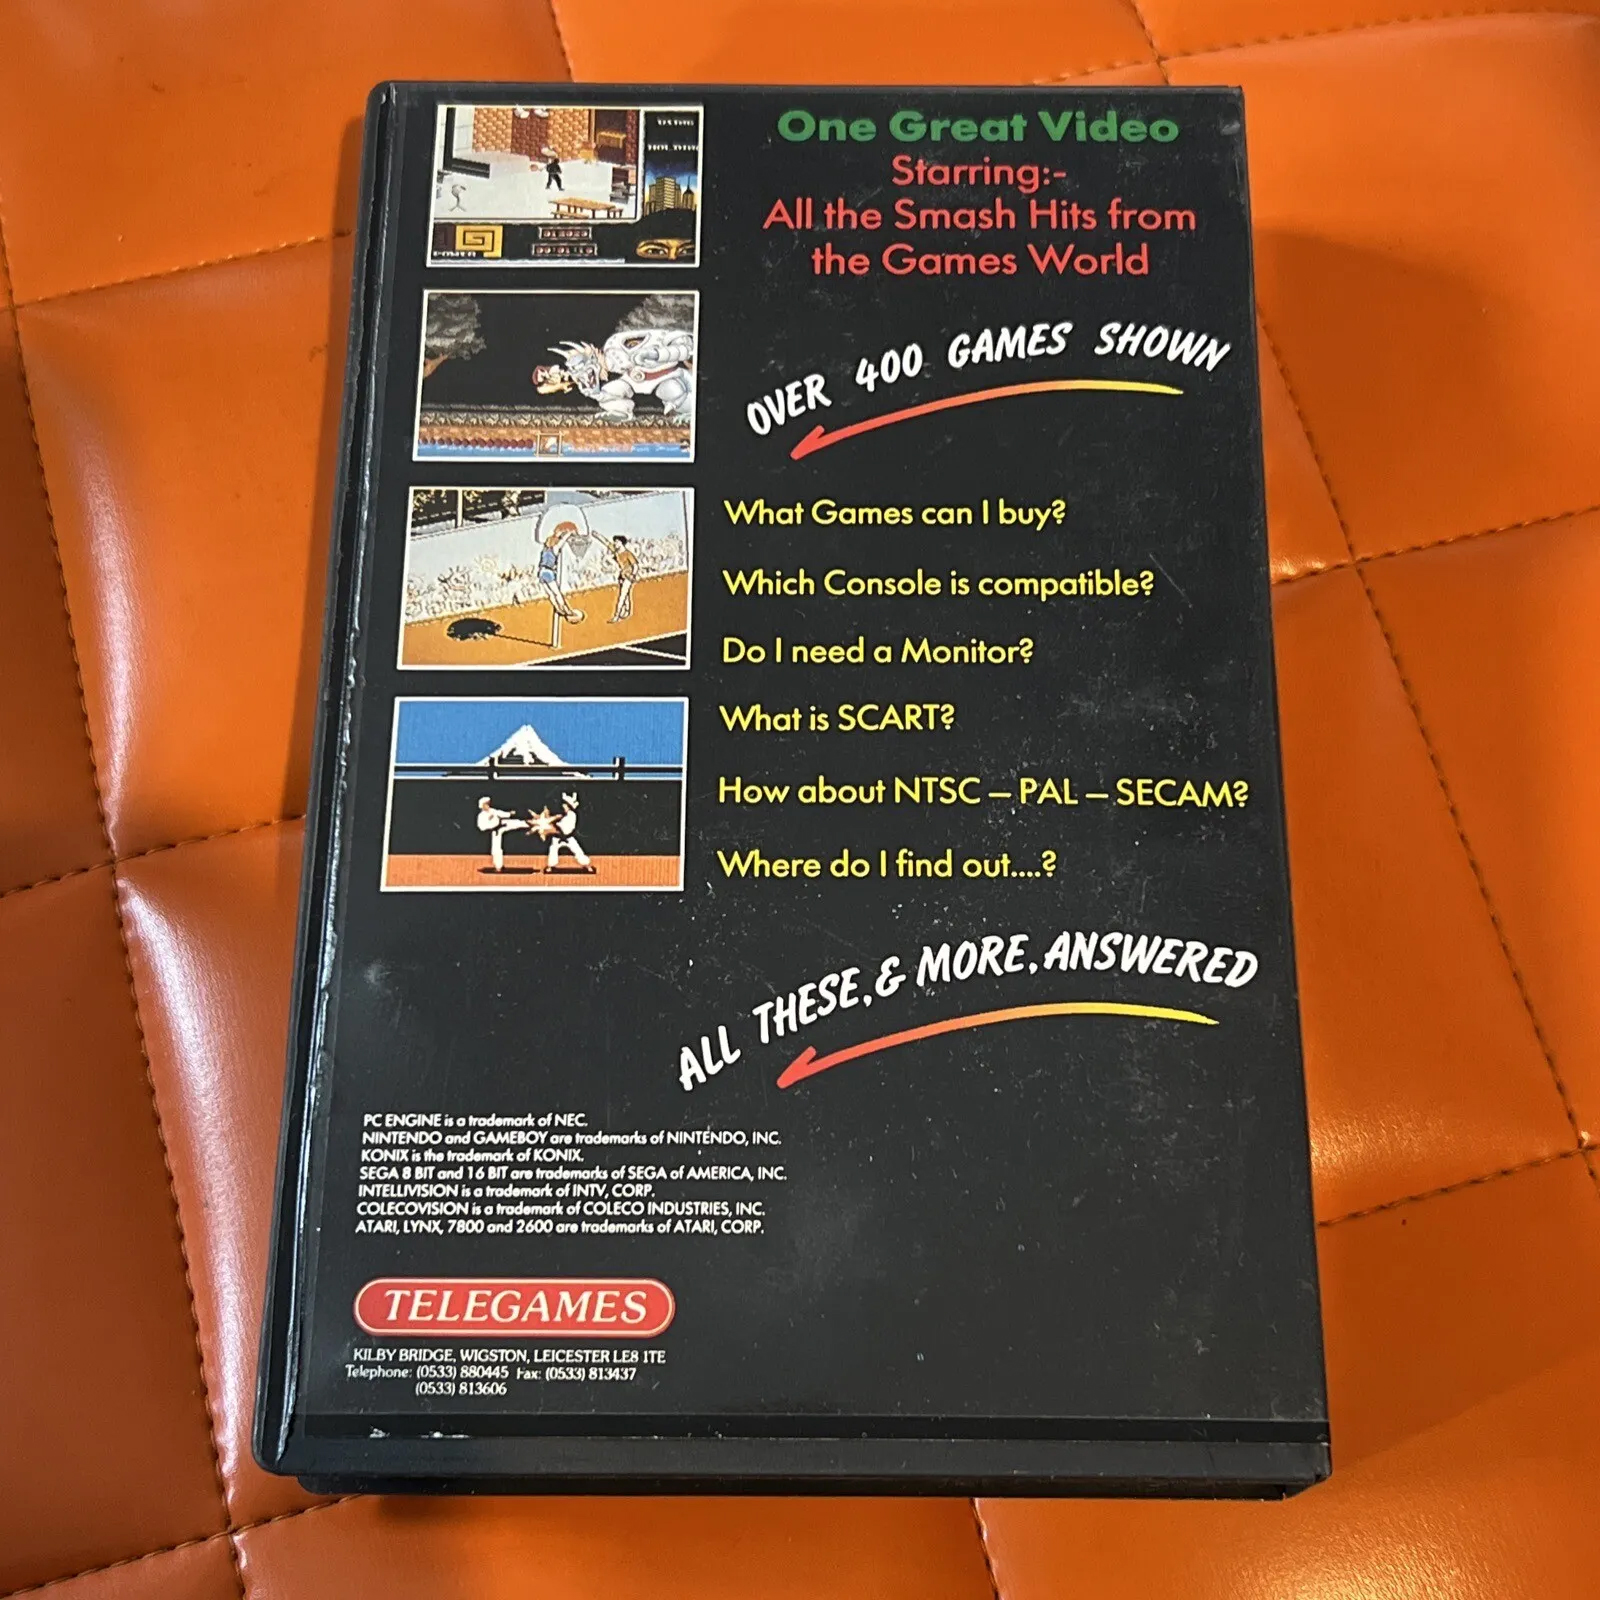 One Great Video
Starring:-
All the Smash Hits from
the Games World
OVER 400 GAMES SHOWN
What Games can I buy?
Which Console is compatible?
Do I need a Monitor?
What is SCART?
How about NTSC – PAL – SECAM?
Where do I find out....?
ALL THESE, & MORE, ANSWERED
POWER
PC ENGINE is a trademark of NEC.
NINTENDO and GAMEBOY are trademarks of NINTENDO, INC.
KONIX is the trademark of KONIX.
SEGA 8 BIT and 16 BIT are trademarks of SEGA of AMERICA, INC.
INTELLIVISION is a trademark of INTV, CORP.
COLECOVISION is a trademark of COLECO INDUSTRIES, INC.
ATARI, LYNX, 7800 and 2600 are trademarks of ATARI, CORP.
TELEGAMES
KILBY BRIDGE, WIGSTON, LEICESTER LE8 1TE
Telephone: (0533) 880445 Fax: (0533) 813437
(0533) 813606